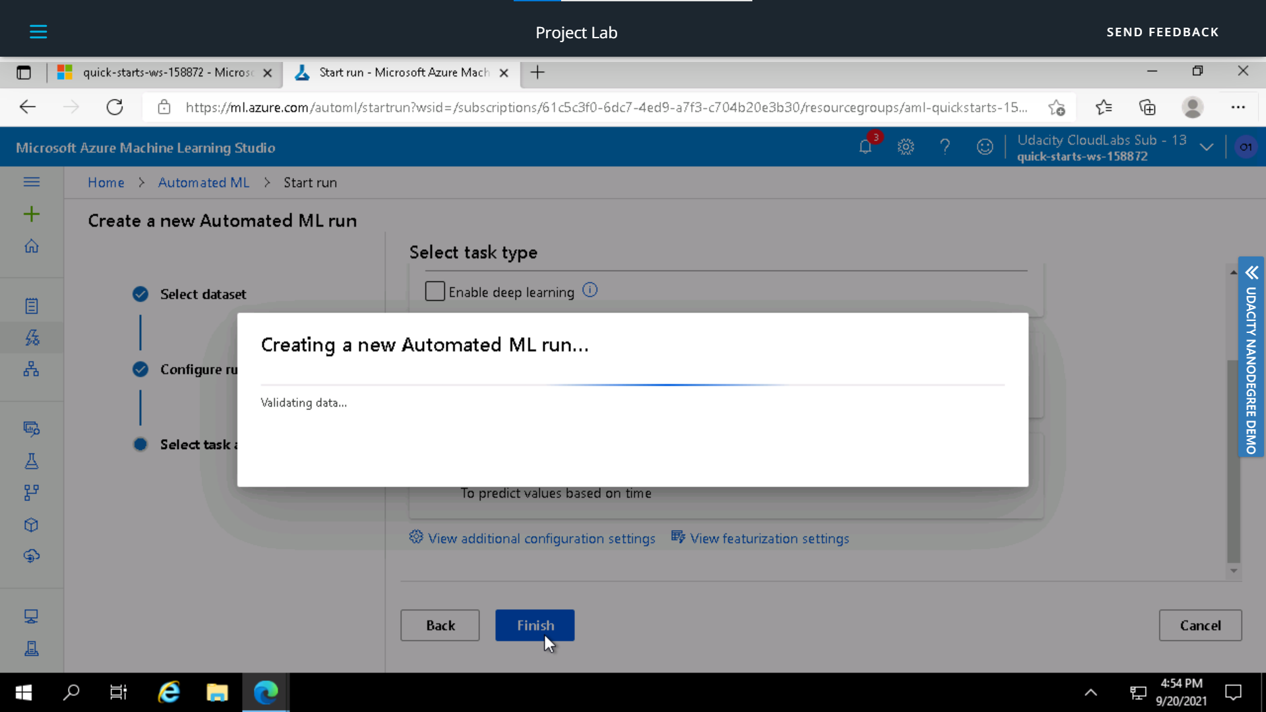 Project Lab
SEND FEEDBACK
quick-starts-ws-158872 - Micros
Start run - Microsoft Azure Mach
https://ml.azure.com/automl/startrun?wsid=/subscriptions/61c5c3f0-6dc7-4ed9-a7f3-c704b20e3b30/resourcegroups/aml-quickstarts-15...
Microsoft Azure Machine Learning Studio
3
Udacity CloudLabs Sub - 13
quick-starts-ws-158872
O1
Home > Automated ML > Start run
Create a new Automated ML run
Select task type
Select dataset
Enable deep learning
Creating a new Automated ML run...
Configure ru
Validating data...
Select task a
To predict values based on time
View additional configuration settings
View featurization settings
UDACITY NANODEGREE DEMO
Back
Finish
Cancel
4:54 PM
9/20/2021